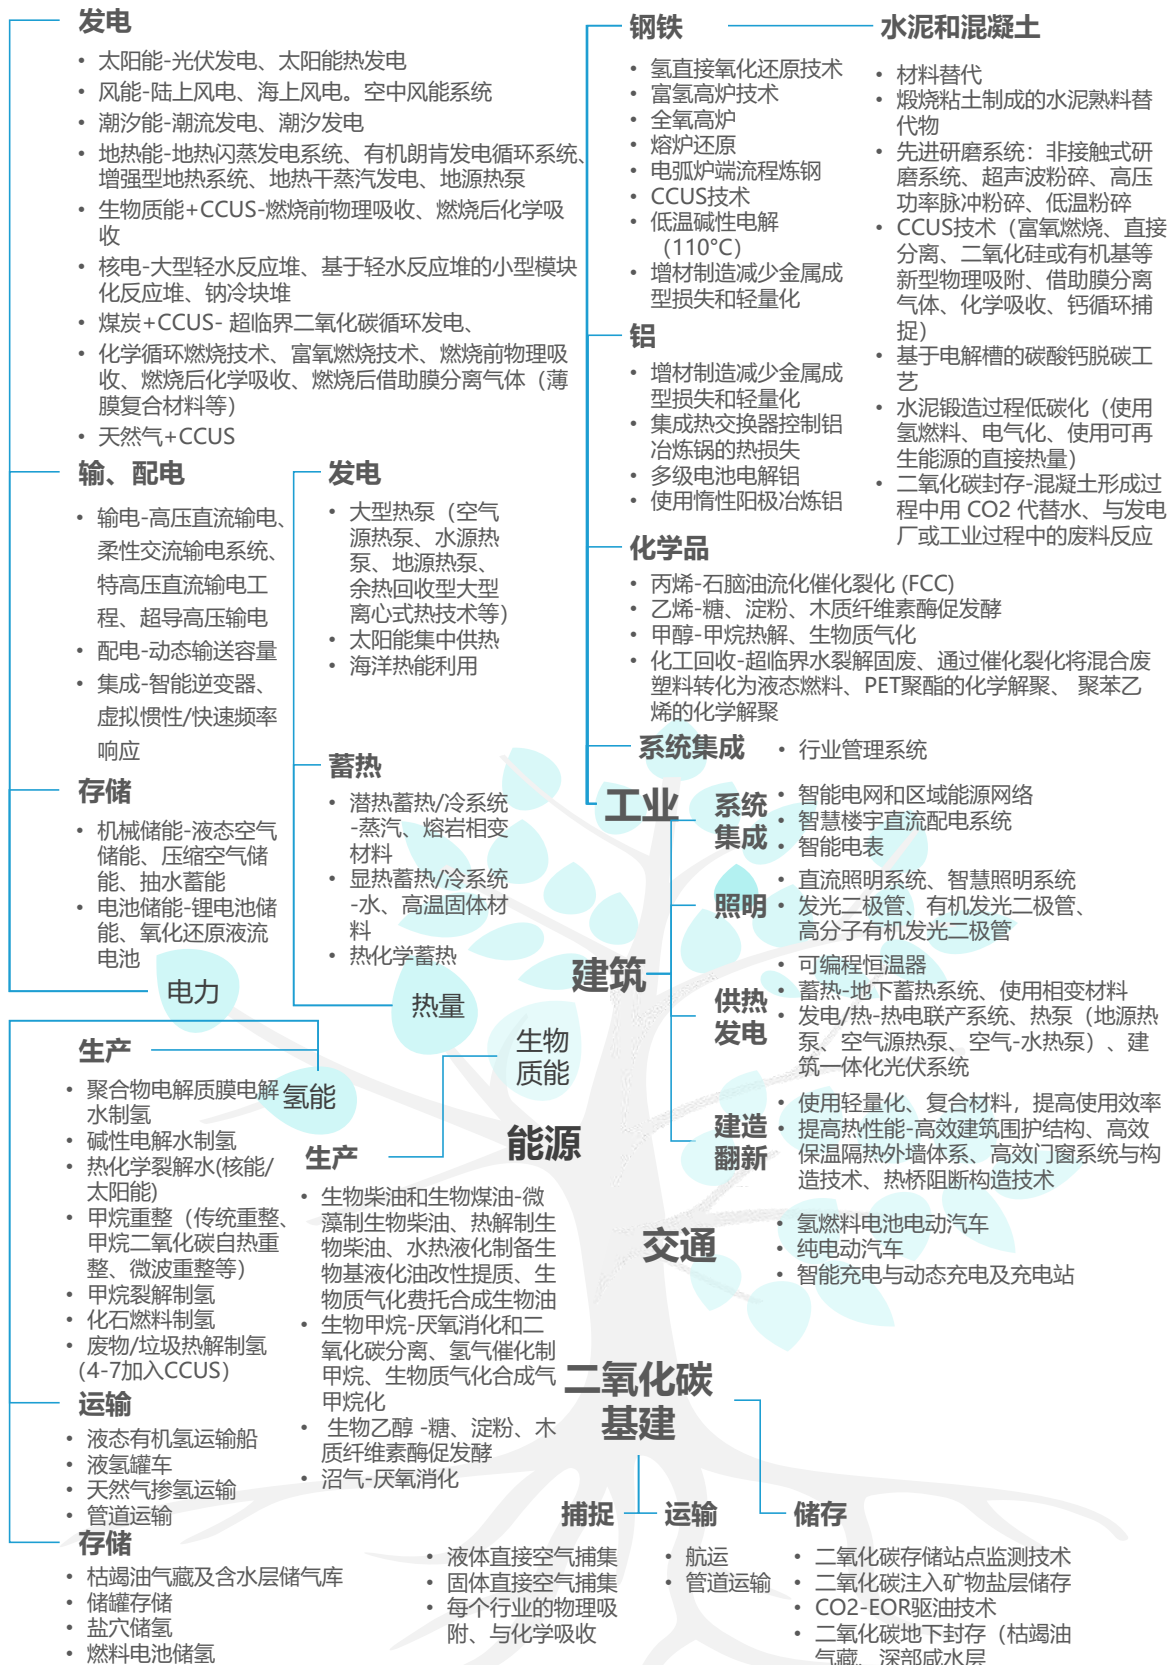 发电
• 太阳能-光伏发电、太阳能热发电
• 风能-陆上风电、海上风电。空中风能系统
• 潮汐能-潮流发电、潮汐发电
• 地热能-地热闪蒸发电系统、有机朗肯发电循环系统、
增强型地热系统、地热干蒸汽发电、地源热泵
• 生物质能+CCUS-燃烧前物理吸收、燃烧后化学吸
收
• 核电-大型轻水反应堆、基于轻水反应堆的小型模块
化反应堆、钠冷块堆
• 煤炭+CCUS- 超临界二氧化碳循环发电、
• 化学循环燃烧技术、富氧燃烧技术、燃烧前物理吸
收、燃烧后化学吸收、燃烧后借助膜分离气体（薄
膜复合材料等）
• 天然气+CCUS
输、配电
• 输电-高压直流输电、
柔性交流输电系统、
特高压直流输电工
程、超导高压输电
• 配电-动态输送容量
• 集成-智能逆变器、
虚拟惯性/快速频率
响应
存储
• 机械储能-液态空气
储能、压缩空气储
能、抽水蓄能
• 电池储能-锂电池储
能、氧化还原液流
电池
电力
发电
• 大型热泵（空气
源热泵、水源热
泵、地源热泵、
余热回收型大型
离心式热技术等）
• 太阳能集中供热
• 海洋热能利用
蓄热
• 潜热蓄热/冷系统
-蒸汽、熔岩相变
材料
• 显热蓄热/冷系统
-水、高温固体材
料
• 热化学蓄热
热量
钢铁
• 氢直接氧化还原技术
• 富氢高炉技术
• 全氧高炉
• 熔炉还原
• 电弧炉端流程炼钢
• CCUS技术
• 低温碱性电解
（110°C）
• 增材制造减少金属成
型损失和轻量化
铝
• 增材制造减少金属成
型损失和轻量化
• 集成热交换器控制铝
冶炼锅的热损失
• 多级电池电解铝
• 使用惰性阳极冶炼铝
水泥和混凝土
• 材料替代
• 煅烧粘土制成的水泥熟料替
代物
• 先进研磨系统：非接触式研
磨系统、超声波粉碎、高压
功率脉冲粉碎、低温粉碎
• CCUS技术（富氧燃烧、直接
分离、二氧化硅或有机基等
新型物理吸附、借助膜分离
气体、化学吸收、钙循环捕
捉）
• 基于电解槽的碳酸钙脱碳工
艺
• 水泥锻造过程低碳化（使用
氢燃料、电气化、使用可再
生能源的直接热量）
• 二氧化碳封存-混凝土形成过
程中用 CO2 代替水、与发电
厂或工业过程中的废料反应
化学品
• 丙烯-石脑油流化催化裂化 (FCC)
• 乙烯-糖、淀粉、木质纤维素酶促发酵
• 甲醇-甲烷热解、生物质气化
• 化工回收-超临界水裂解固废、通过催化裂化将混合废
塑料转化为液态燃料、PET聚酯的化学解聚、 聚苯乙
烯的化学解聚
系统集成
• 行业管理系统
工业
系统
集成
• 智能电网和区域能源网络
• 智慧楼宇直流配电系统
• 智能电表
照明
• 直流照明系统、智慧照明系统
• 发光二极管、有机发光二极管、
高分子有机发光二极管
建筑
供热
发电
• 可编程恒温器
• 蓄热-地下蓄热系统、使用相变材料
• 发电/热-热电联产系统、热泵（地源热
泵、空气源热泵、空气-水热泵）、建
筑一体化光伏系统
建造
翻新
• 使用轻量化、复合材料，提高使用效率
• 提高热性能-高效建筑围护结构、高效
保温隔热外墙体系、高效门窗系统与构
造技术、热桥阻断构造技术
交通
• 氢燃料电池电动汽车
• 纯电动汽车
• 智能充电与动态充电及充电站
生产
• 聚合物电解质膜电解
水制氢
• 碱性电解水制氢
• 热化学裂解水(核能/
太阳能)
• 甲烷重整（传统重整、
甲烷二氧化碳自热重
整、微波重整等）
• 甲烷裂解制氢
• 化石燃料制氢
• 废物/垃圾热解制氢
(4-7加入CCUS）
氢能
运输
• 液态有机氢运输船
• 液氢罐车
• 天然气掺氢运输
• 管道运输
存储
• 枯竭油气藏及含水层储气库
• 储罐存储
• 盐穴储氢
• 燃料电池储氢
生物
质能
能源
生产
• 生物柴油和生物煤油-微
藻制生物柴油、热解制生
物柴油、水热液化制备生
物基液化油改性提质、生
物质气化费托合成生物油
• 生物甲烷-厌氧消化和二
氧化碳分离、氢气催化制
甲烷、生物质气化合成气
甲烷化
• 生物乙醇 -糖、淀粉、木
质纤维素酶促发酵
• 沼气-厌氧消化
二氧化碳
基建
捕捉
• 液体直接空气捕集
• 固体直接空气捕集
• 每个行业的物理吸
附、与化学吸收
运输
• 航运
• 管道运输
储存
• 二氧化碳存储站点监测技术
• 二氧化碳注入矿物盐层储存
• CO2-EOR驱油技术
• 二氧化碳地下封存（枯竭油
气藏、深部咸水层